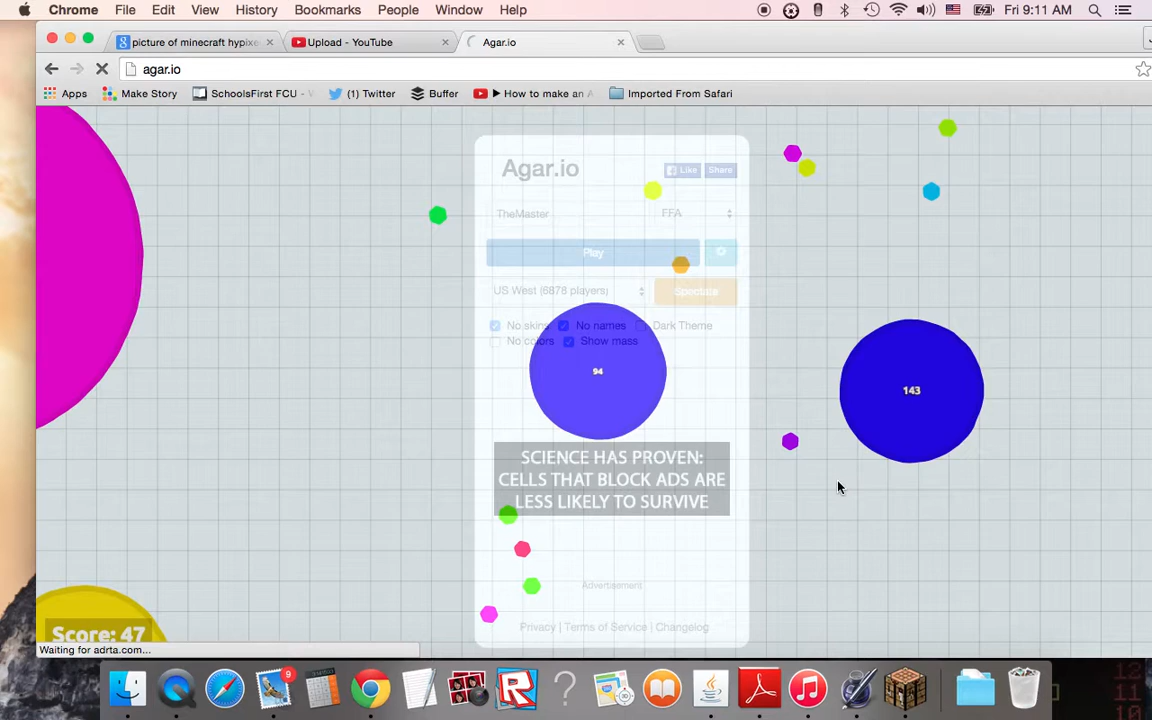 Chrome File Edit View History Bookmarks People Window Help Fri 9:11 AM
picture of minecraft hypixe Upload - YouTube Agar.io
agar.io
Apps Make Story SchoolsFirst FCU - (1) Twitter Buffer How to make an Imported From Safari
Agar.io Like Share
TheMaster FFA
Play
US West (6878 players) Spectate
No skins No names Dark Theme
No colors Show mass
94
143
SCIENCE HAS PROVEN:
CELLS THAT BLOCK ADS ARE
LESS LIKELY TO SURVIVE
Advertisement
Privacy | Terms of Service | Changelog
Score: 47
Waiting for adrta.com...
9
12
11
10